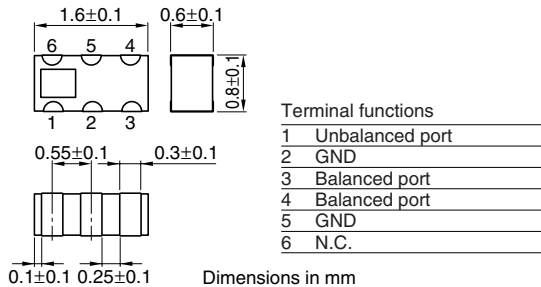 1.6±0.1 0.6±0.1
6 5 4
0.8±0.1
1 2 3
0.55±0.1 0.3±0.1
0.1±0.1 0.25±0.1
Terminal functions
1 Unbalanced port
2 GND
3 Balanced port
4 Balanced port
5 GND
6 N.C.
Dimensions in mm